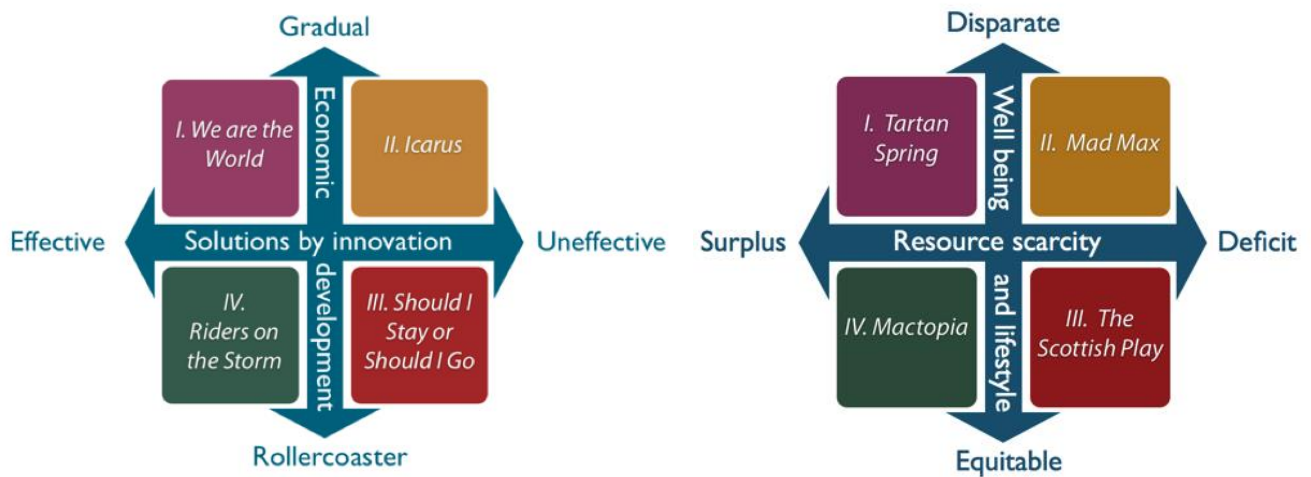 Gradual
I. We are the
World
II. Icarus
Economic
Effective
Solutions by innovation
Uneffective
development
IV.
Riders on
the Storm
III. Should I
Stay or
Should I Go
Rollercoaster
Disparate
I. Tartan
Spring
II. Mad Max
Well being
Surplus
Resource scarcity
Deficit
and lifestyle
IV. Mactopia
III. The
Scottish Play
Equitable